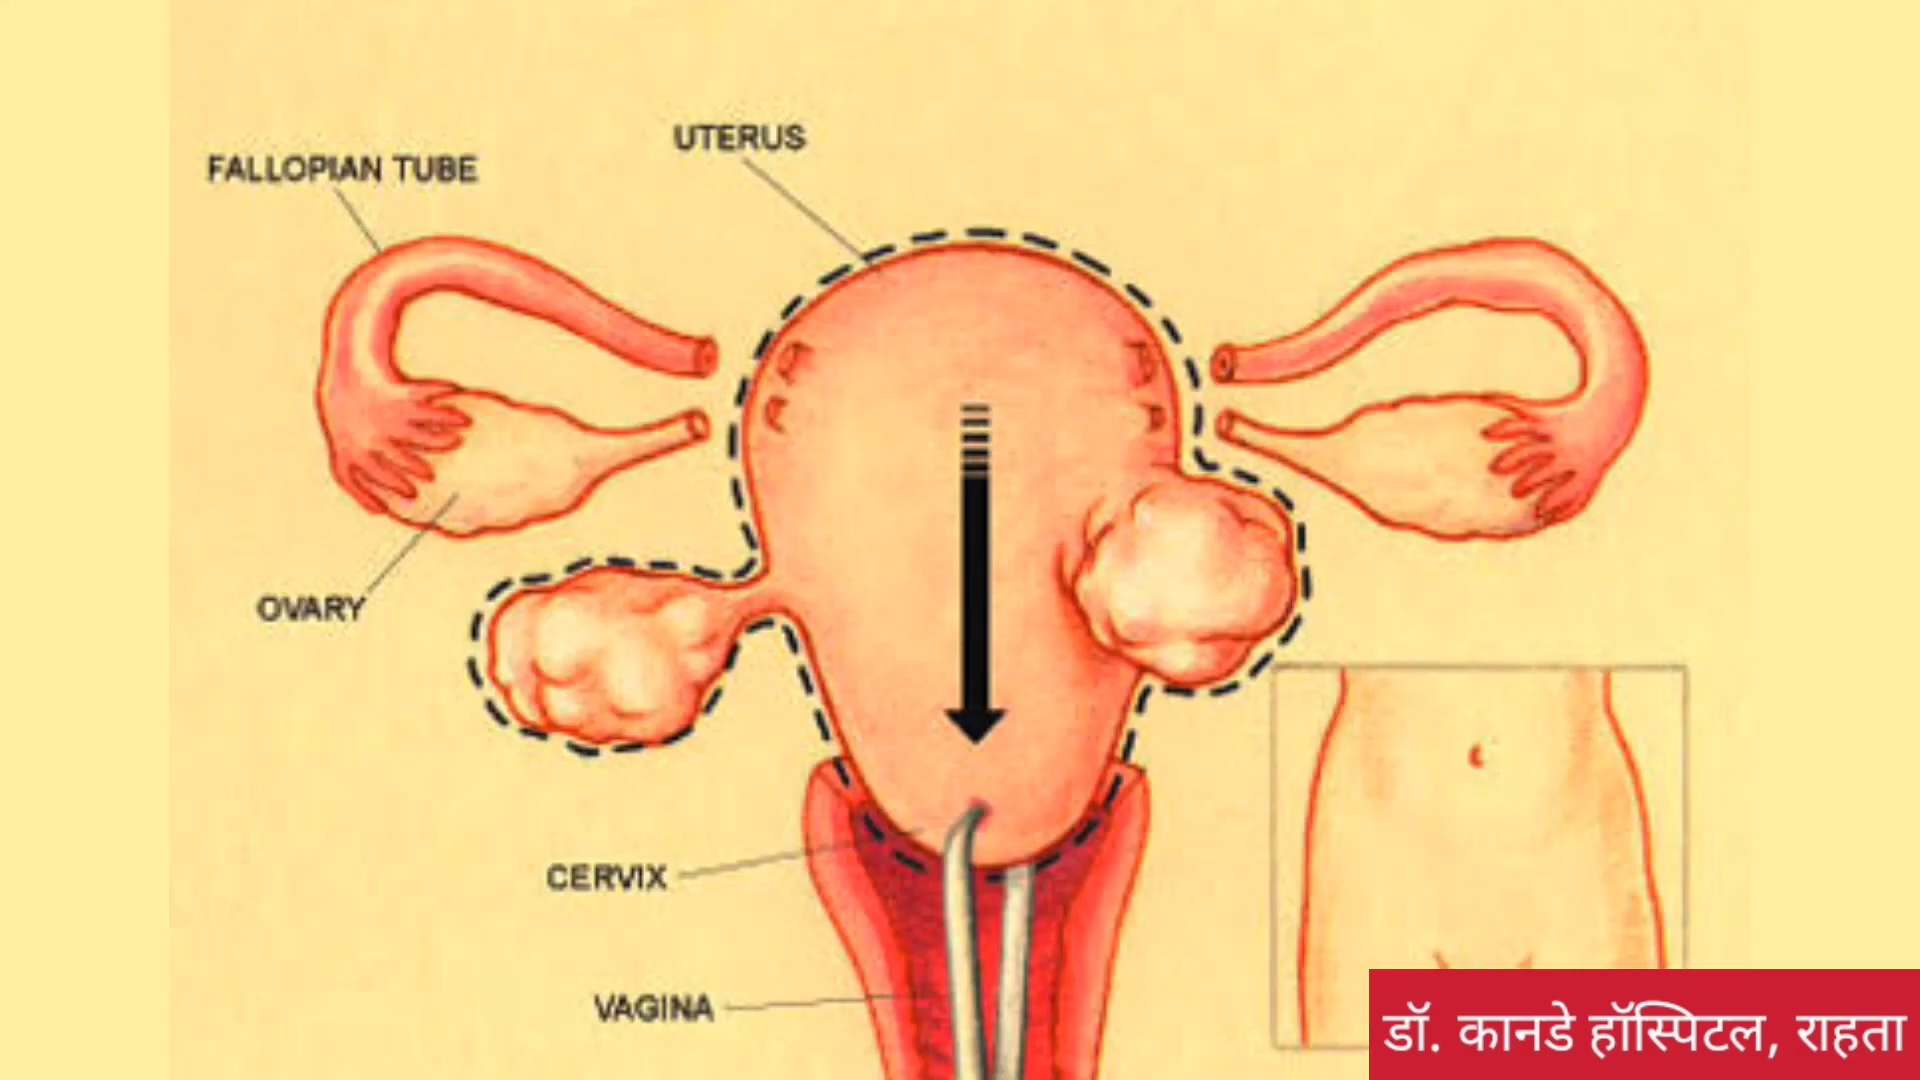 UTERUS
FALLOPIAN TUBE
OVARY
CERVIX
VAGINA
डॉ. कानडे हॉस्पिटल, राहता